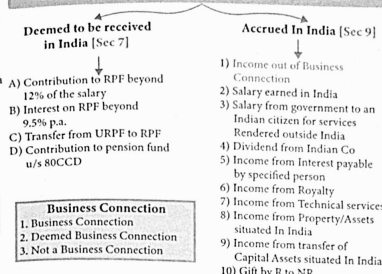 Deemed to be received
in India [Sec 7]
A) Contribution to RPF beyond
12% of the salary
B) Interest on RPF beyond
9.5% p.a.
C) Transfer from URPF to RPF
D) Contribution to pension fund
u/s 80CCD
Business Connection
1. Business Connection
2. Deemed Business Connection
3. Not a Business Connection
Accrued In India [Sec 9]
1) Income out of Business
Connection
2) Salary earned in India
3) Salary from government to an
Indian citizen for services
Rendered outside India
4) Dividend from Indian Co
5) Income from Interest payable
by specified person
6) Income from Royalty
7) Income from Technical services
8) Income from Property/Assets
situated In India
9) Income from transfer of
Capital Assets situated In India
10) Gift by R to NR